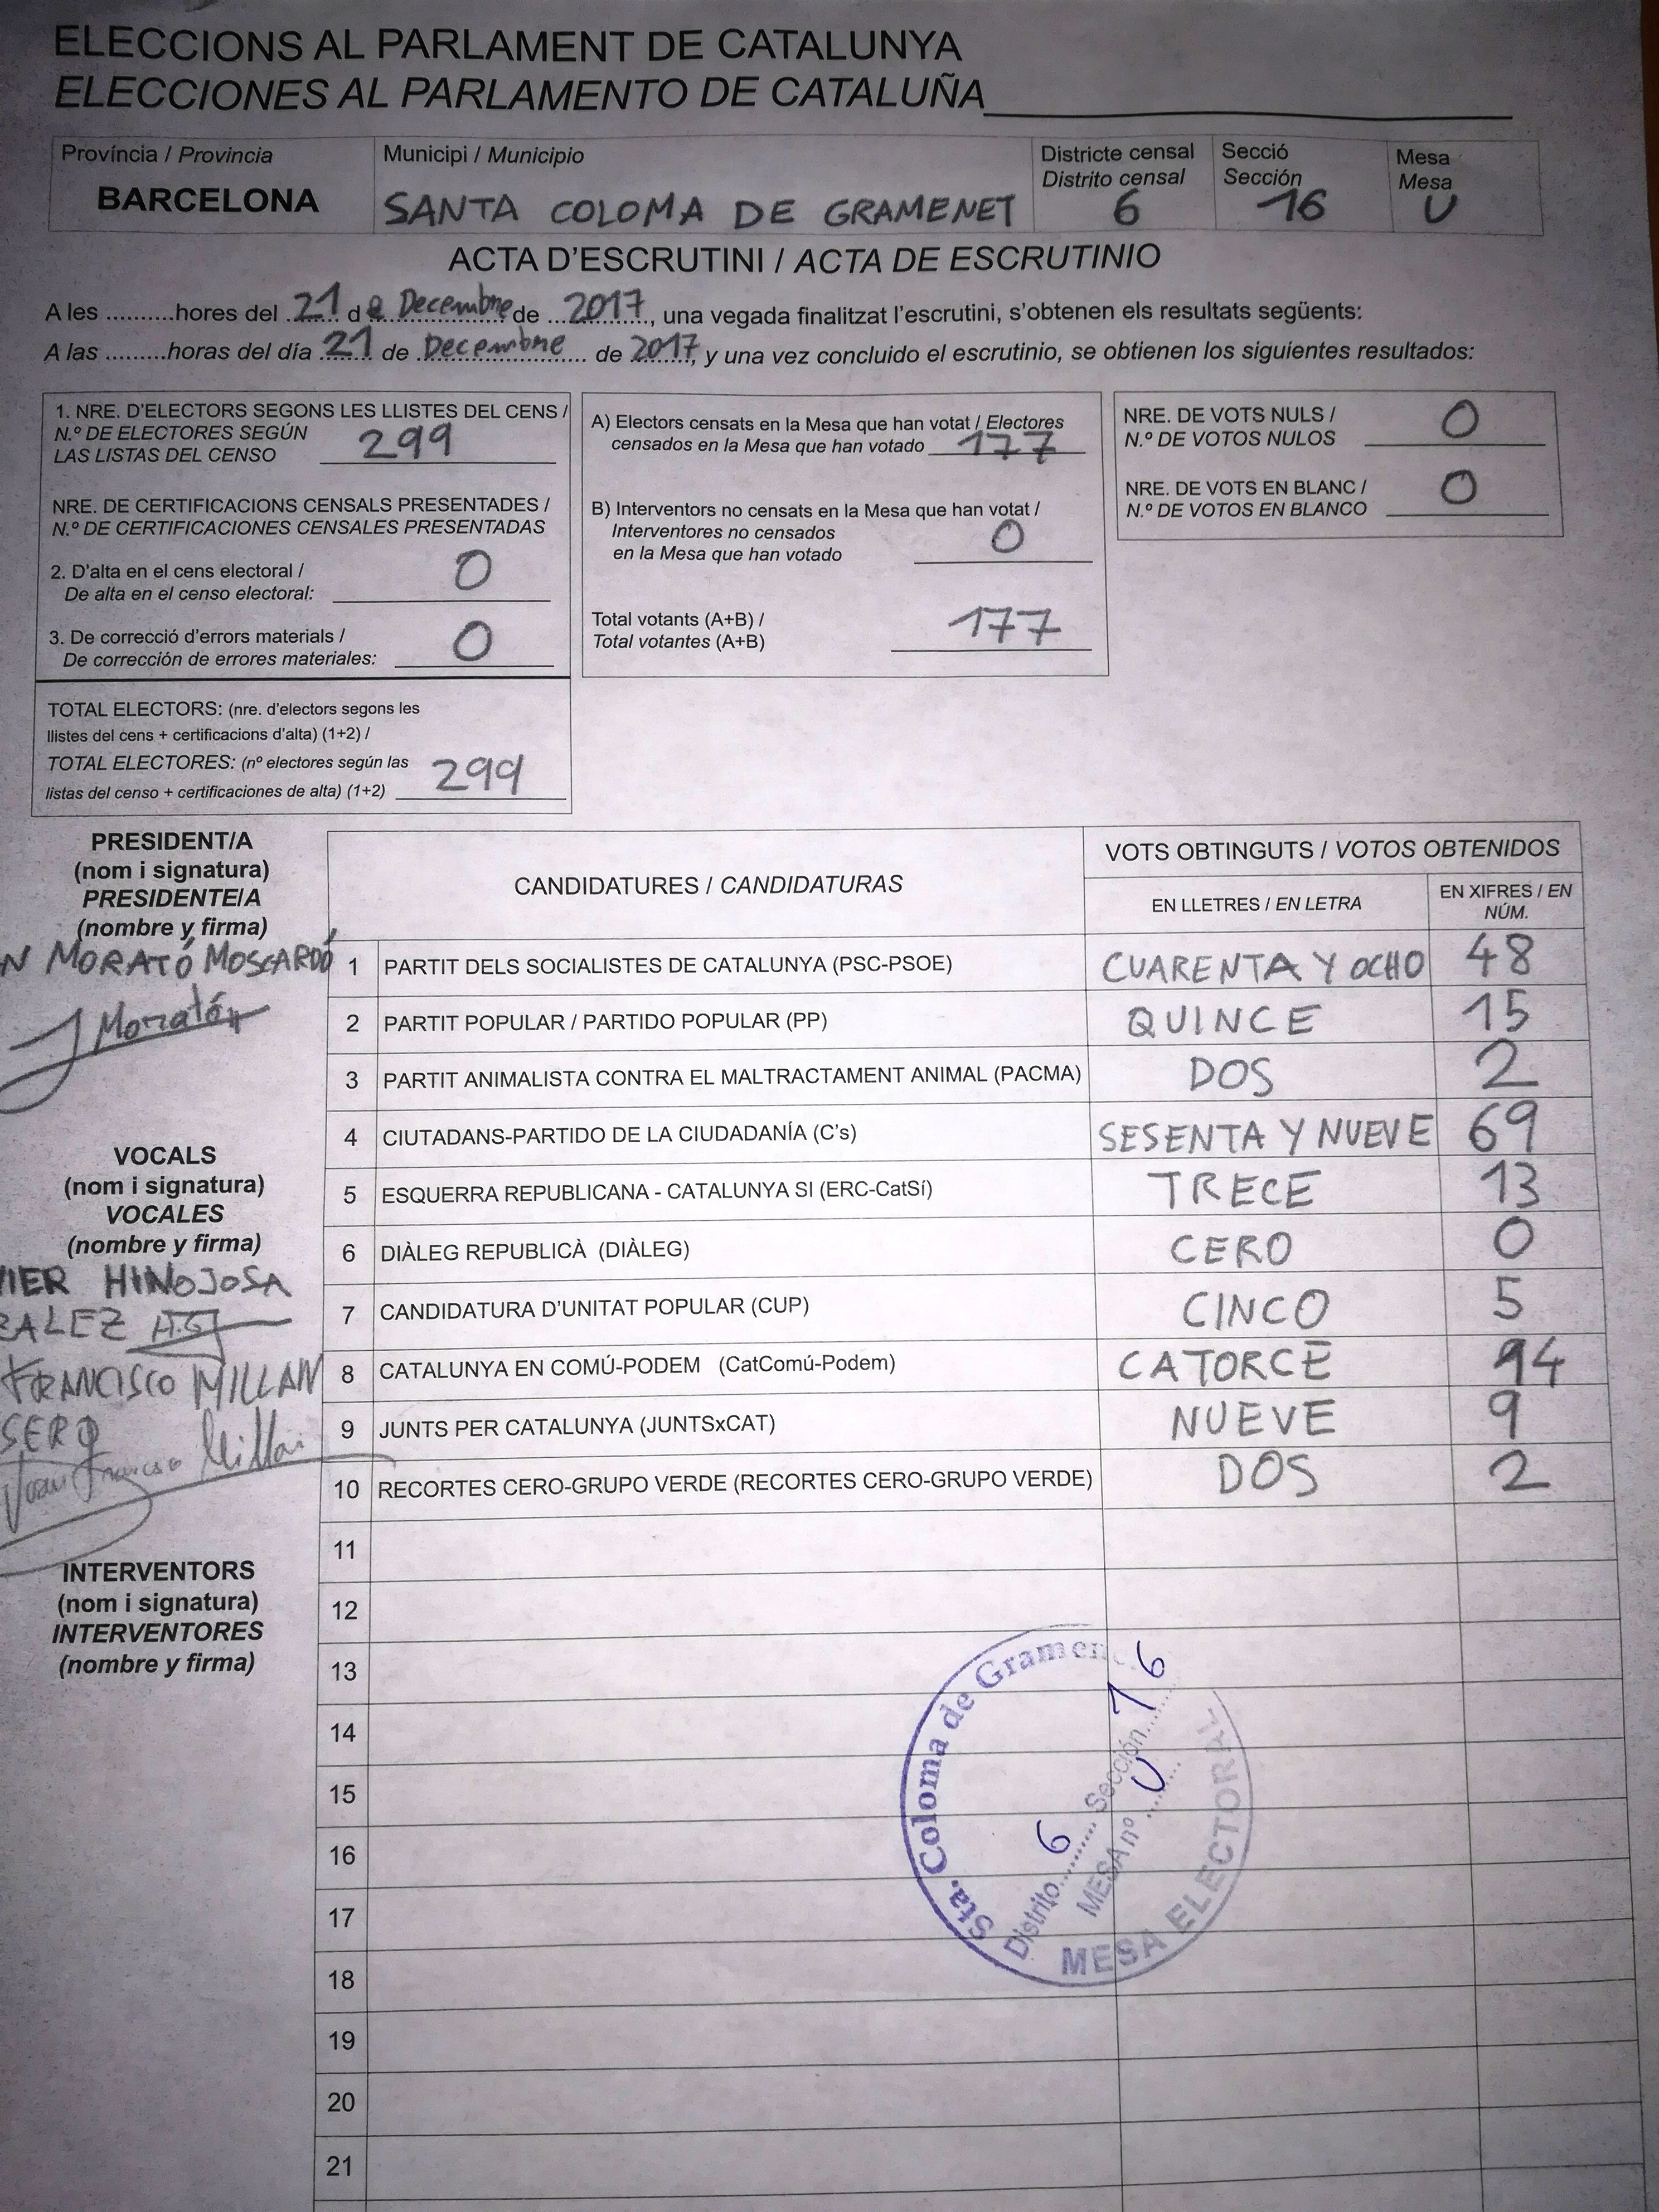 ELECCIONS AL PARLAMENT DE CATALUNYA
ELECCIONES AL PARLAMENTO DE CATALUÑA
Província / Provincia
BARCELONA
Municipi / Municipio
SANTA COLOMA DE GRAMENET
Districte censal
Distrito censal
6
Secció
Sección
16
Mesa
Mesa
U
ACTA D'ESCRUTINI / ACTA DE ESCRUTINIO
A les ..........hores del 21 de Decembre de 2017, una vegada finalitzat l'escrutini, s'obtenen els resultats següents:
A las .........horas del día 21 de Decembre de 2017, y una vez concluido el escrutinio, se obtienen los siguientes resultados:
1. NRE. D'ELECTORS SEGONS LES LLISTES DEL CENS /
N.º DE ELECTORES SEGÚN
LAS LISTAS DEL CENSO 299
NRE. DE CERTIFICACIONS CENSALS PRESENTADES /
N.º DE CERTIFICACIONES CENSALES PRESENTADAS
2. D'alta en el cens electoral /
De alta en el censo electoral: 0
3. De correcció d'errors materials /
De corrección de errores materiales: 0
TOTAL ELECTORS: (nre. d'electors segons les
llistes del cens + certificacions d'alta) (1+2) /
TOTAL ELECTORES: (nº electores según las
listas del censo + certificaciones de alta) (1+2) 299
A) Electors censats en la Mesa que han votat / Electores
censados en la Mesa que han votado 177
B) Interventors no censats en la Mesa que han votat /
Interventores no censados
en la Mesa que han votado 0
Total votants (A+B) /
Total votantes (A+B) 177
NRE. DE VOTS NULS /
N.º DE VOTOS NULOS 0
NRE. DE VOTS EN BLANC /
N.º DE VOTOS EN BLANCO 0
PRESIDENT/A
(nom i signatura)
PRESIDENTE/A
(nombre y firma)
N MORATÓ MOSCARDÓ
J Morató
VOCALS
(nom i signatura)
VOCALES
(nombre y firma)
VIER HINOJOSA
ZALEZ
FRANCISCO MILLAN
SERO
Juan Francisco Millan
INTERVENTORS
(nom i signatura)
INTERVENTORES
(nombre y firma)
CANDIDATURES / CANDIDATURAS
VOTS OBTINGUTS / VOTOS OBTENIDOS
EN LLETRES / EN LETRA
EN XIFRES / EN
NÚM.
1 PARTIT DELS SOCIALISTES DE CATALUNYA (PSC-PSOE) CUARENTA Y OCHO 48
2 PARTIT POPULAR / PARTIDO POPULAR (PP) QUINCE 15
3 PARTIT ANIMALISTA CONTRA EL MALTRACTAMENT ANIMAL (PACMA) DOS 2
4 CIUTADANS-PARTIDO DE LA CIUDADANÍA (C's) SESENTA Y NUEVE 69
5 ESQUERRA REPUBLICANA - CATALUNYA SI (ERC-CatSí) TRECE 13
6 DIÀLEG REPUBLICÀ (DIÀLEG) CERO 0
7 CANDIDATURA D'UNITAT POPULAR (CUP) CINCO 5
8 CATALUNYA EN COMÚ-PODEM (CatComú-Podem) CATORCE 14
9 JUNTS PER CATALUNYA (JUNTSxCAT) NUEVE 9
10 RECORTES CERO-GRUPO VERDE (RECORTES CERO-GRUPO VERDE) DOS 2
11
12
13
14
15
16
17
18
19
20
21
Sta. Coloma de Gramen
Distrito 6 Sección 16
MESA nº U
MESA ELECTORAL